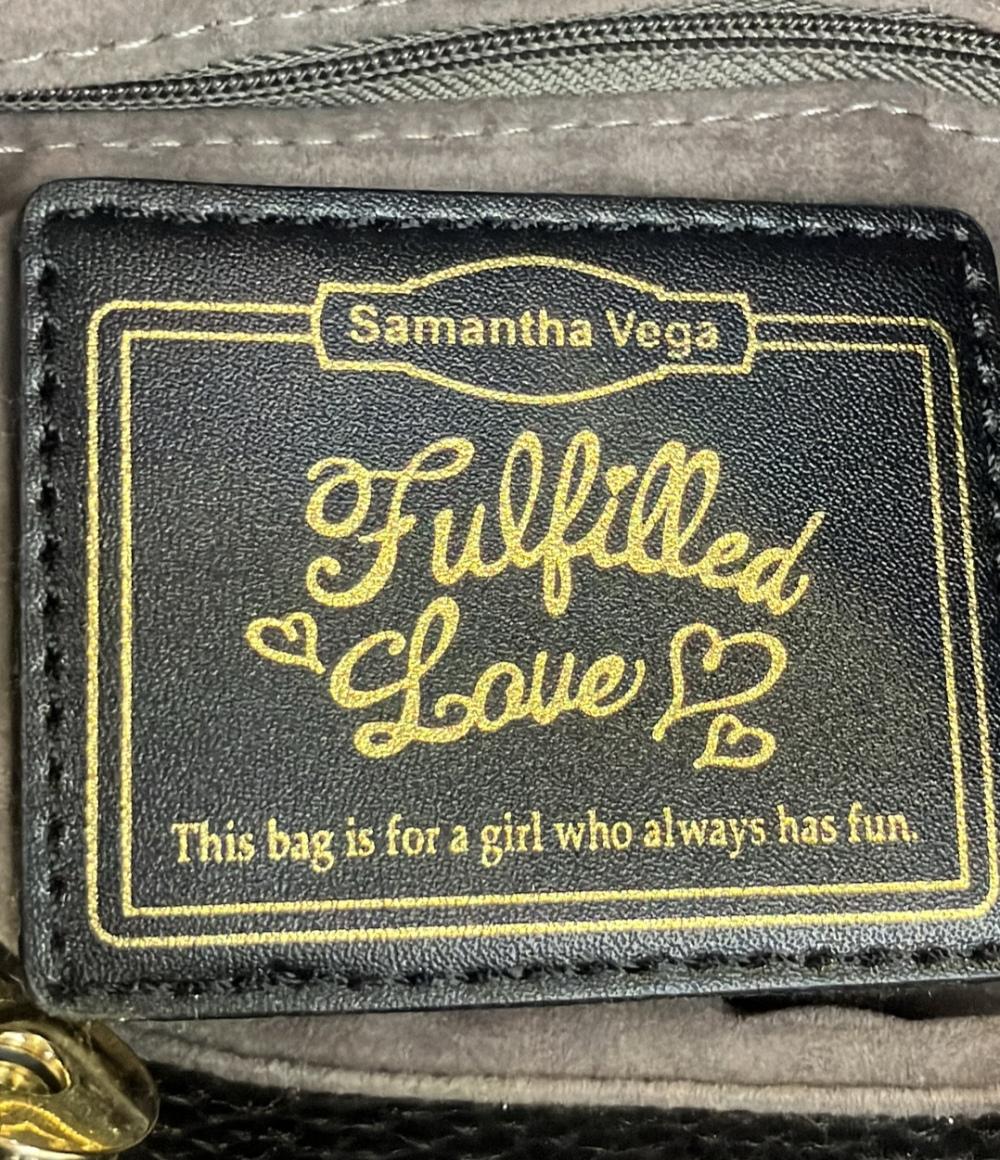 Samantha Vega
Fulfilled
Love
This bag is for a girl who always has fun.